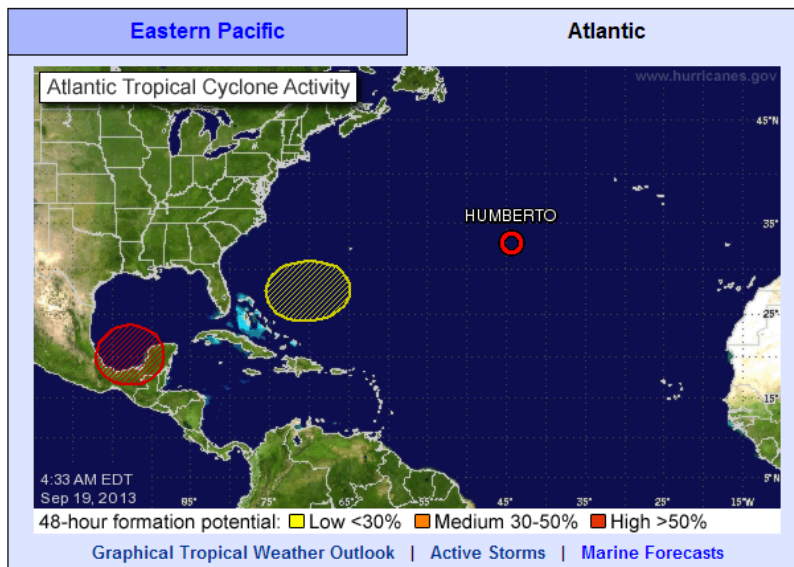 Eastern Pacific
Atlantic
Atlantic Tropical Cyclone Activity
www.hurricanes.gov
45°N
HUMBERTO
35°
25°
15°
5°N
4:33 AM EDT
Sep 19, 2013
95° 75° 65° 45° 35° 25° 15°W
48-hour formation potential: Low <30% Medium 30-50% High >50%
Graphical Tropical Weather Outlook | Active Storms | Marine Forecasts